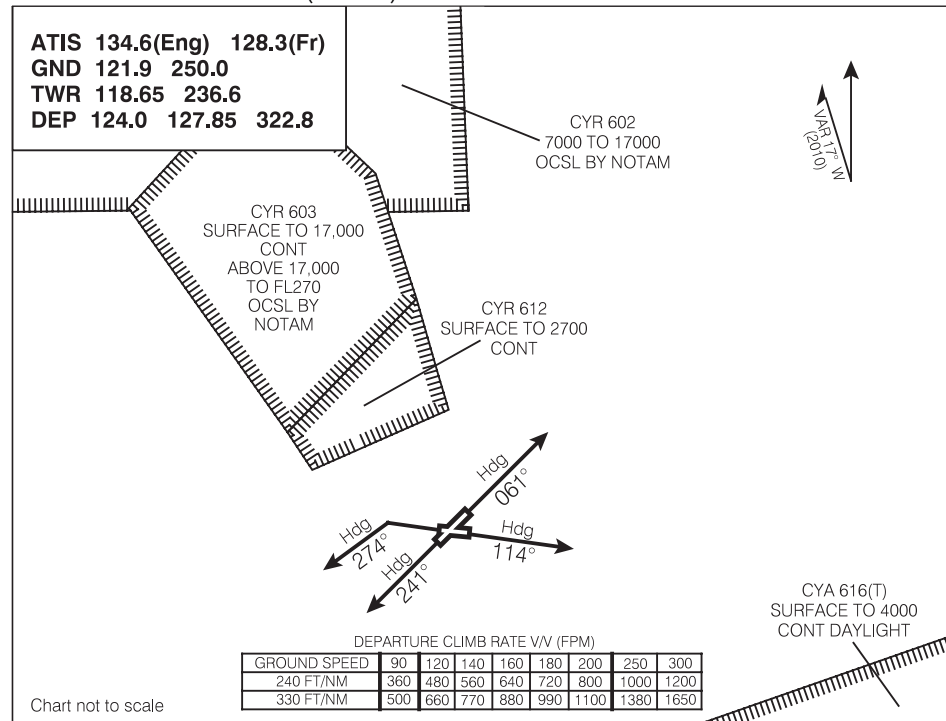 ATIS 134.6(Eng) 128.3(Fr)
GND 121.9 250.0
TWR 118.65 236.6
DEP 124.0 127.85 322.8
CYR 602
7000 TO 17000
OCSL BY NOTAM
VAR 17° W
(2010)
CYR 603
SURFACE TO 17,000
CONT
ABOVE 17,000
TO FL270
OCSL BY
NOTAM
CYR 612
SURFACE TO 2700
CONT
Hdg
061°
Hdg
274°
Hdg
241°
Hdg
114°
CYA 616(T)
SURFACE TO 4000
CONT DAYLIGHT
DEPARTURE CLIMB RATE V/V (FPM)
GROUND SPEED 90 120 140 160 180 200 250 300
240 FT/NM 360 480 560 640 720 800 1000 1200
330 FT/NM 500 660 770 880 990 1100 1380 1650
Chart not to scale